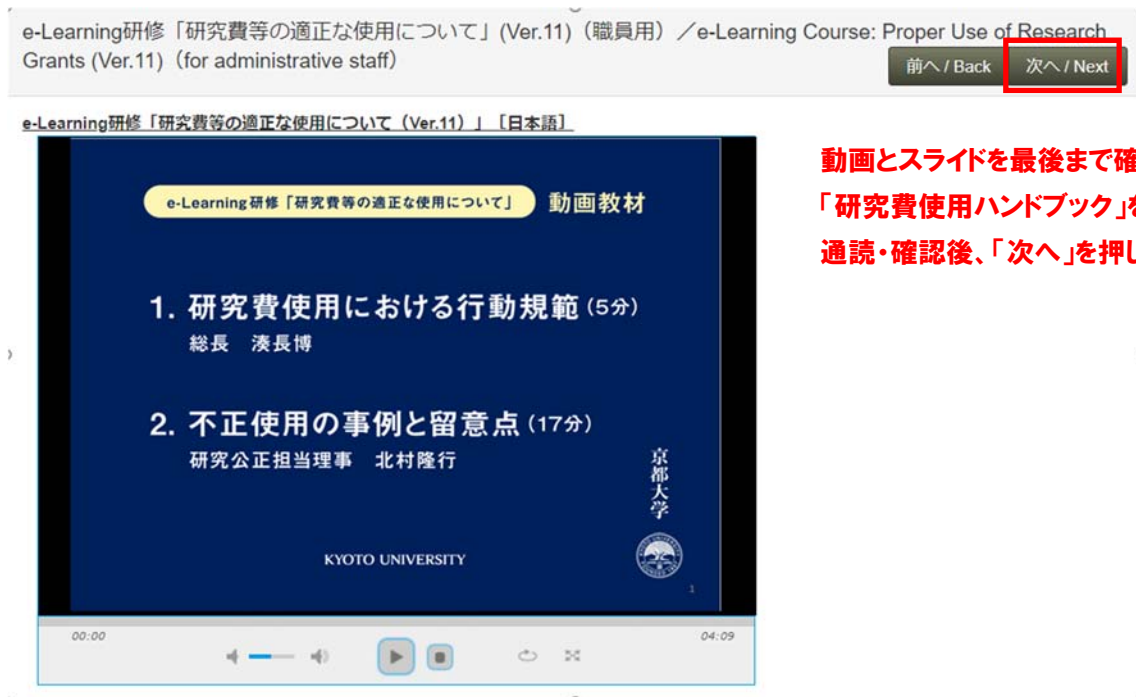 e-Learning研修「研究費等の適正な使用について」(Ver.11)（職員用）／e-Learning Course: Proper Use of Research
Grants (Ver.11)（for administrative staff）
前へ / Back
次へ / Next
e-Learning研修「研究費等の適正な使用について（Ver.11）」［日本語］
動画とスライドを最後まで確
「研究費使用ハンドブック」を
通読・確認後、「次へ」を押し
e-Learning研修「研究費等の適正な使用について」 動画教材
1. 研究費使用における行動規範（5分）
総長 湊長博
2. 不正使用の事例と留意点（17分）
研究公正担当理事 北村隆行
京都大学
KYOTO UNIVERSITY
1
00:00
04:09